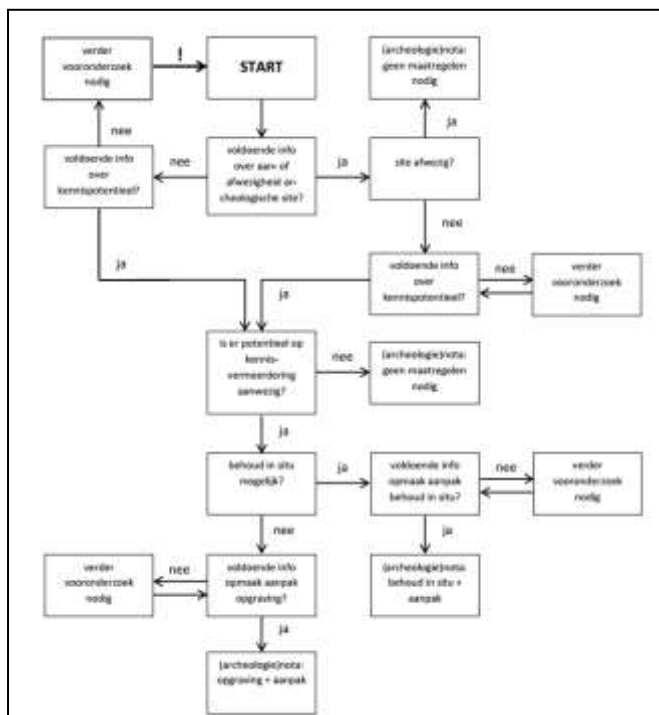 verder
vooronderzoek
nodig
!
START
(archeologie)nota:
geen maatregelen
nodig
nee
ja
voldoende info
over
kennispotentieel?
nee
voldoende info
over aan- of
afwezigheid ar-
cheologische site?
ja
site afwezig?
nee
ja
voldoende info
over
kennispotentieel?
nee
verder
vooronderzoek
nodig
ja
Is er potentieel op
kennis-
vermeerdering
aanwezig?
nee
(archeologie)nota:
geen maatregelen
nodig
ja
behoud in situ
mogelijk?
ja
voldoende info
opmaak aanpak
behoud in situ?
nee
verder
vooronderzoek
nodig
nee
ja
verder
vooronderzoek
nodig
nee
voldoende info
opmaak aanpak
opgraving?
(archeologie)nota:
behoud in situ +
aanpak
ja
(archeologie)nota:
opgraving + aanpak